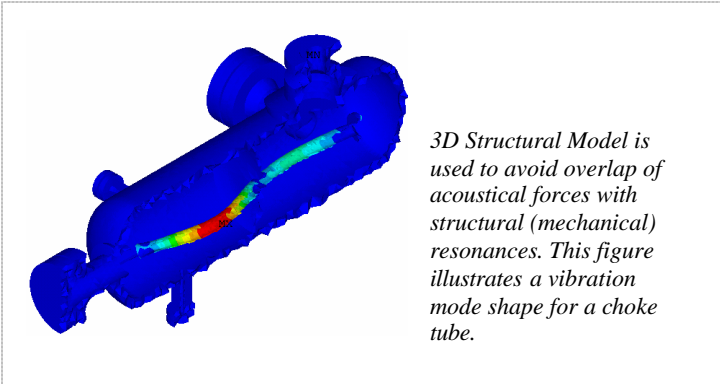 3D Structural Model is
used to avoid overlap of
acoustical forces with
structural (mechanical)
resonances. This figure
illustrates a vibration
mode shape for a choke
tube.